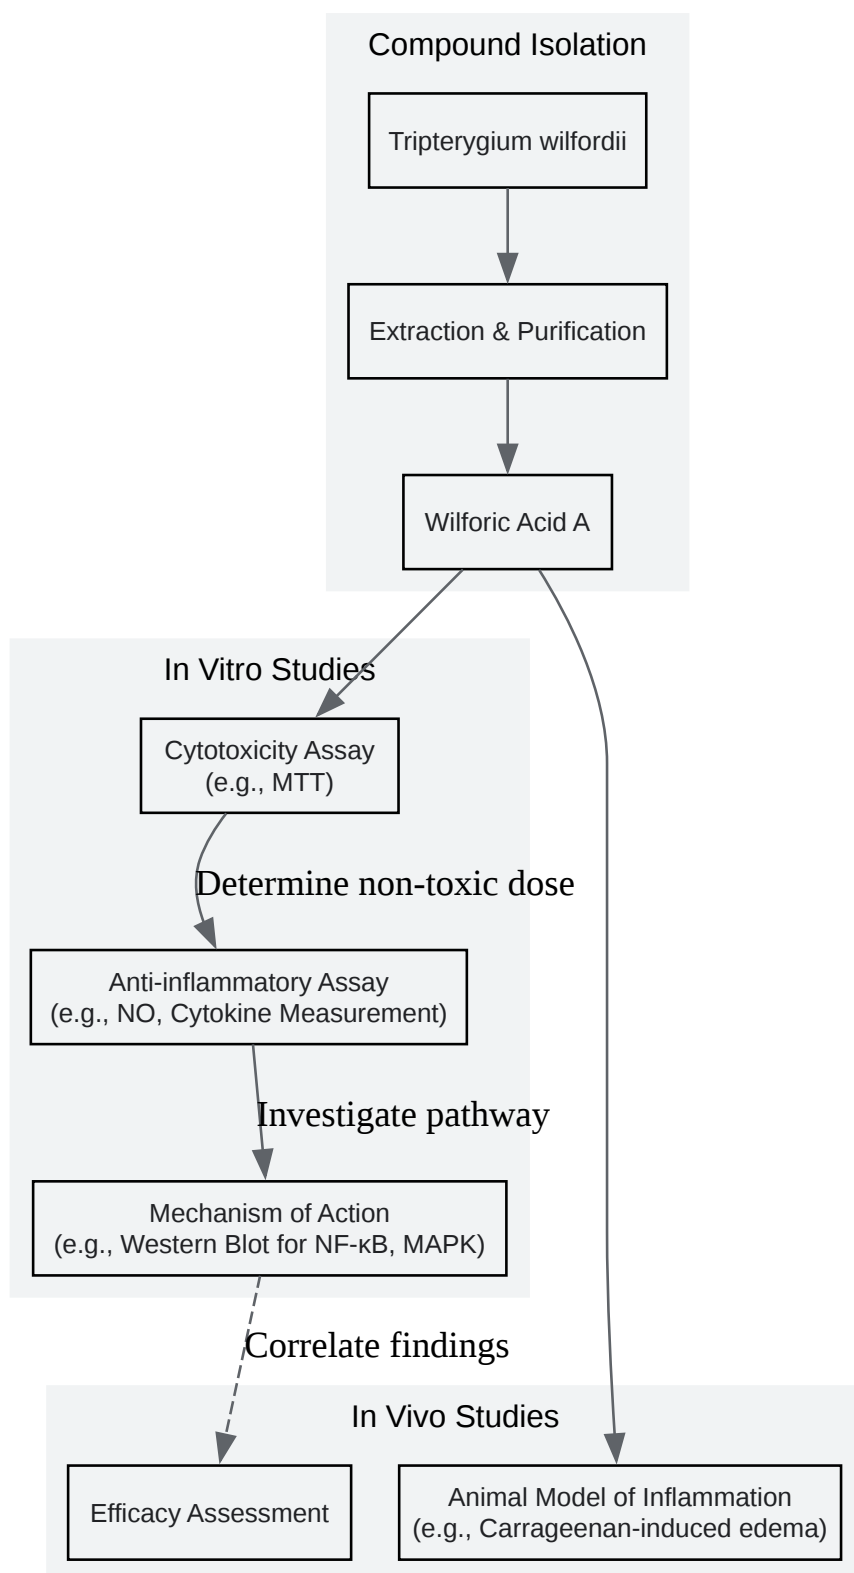 Compound Isolation
Tripterygium wilfordii
Extraction & Purification
Wilforic Acid A
In Vitro Studies
Cytotoxicity Assay
(e.g., MTT)
Determine non-toxic dose
Anti-inflammatory Assay
(e.g., NO, Cytokine Measurement)
Investigate pathway
Mechanism of Action
(e.g., Western Blot for NF-κB, MAPK)
Correlate findings
In Vivo Studies
Efficacy Assessment
Animal Model of Inflammation
(e.g., Carrageenan-induced edema)